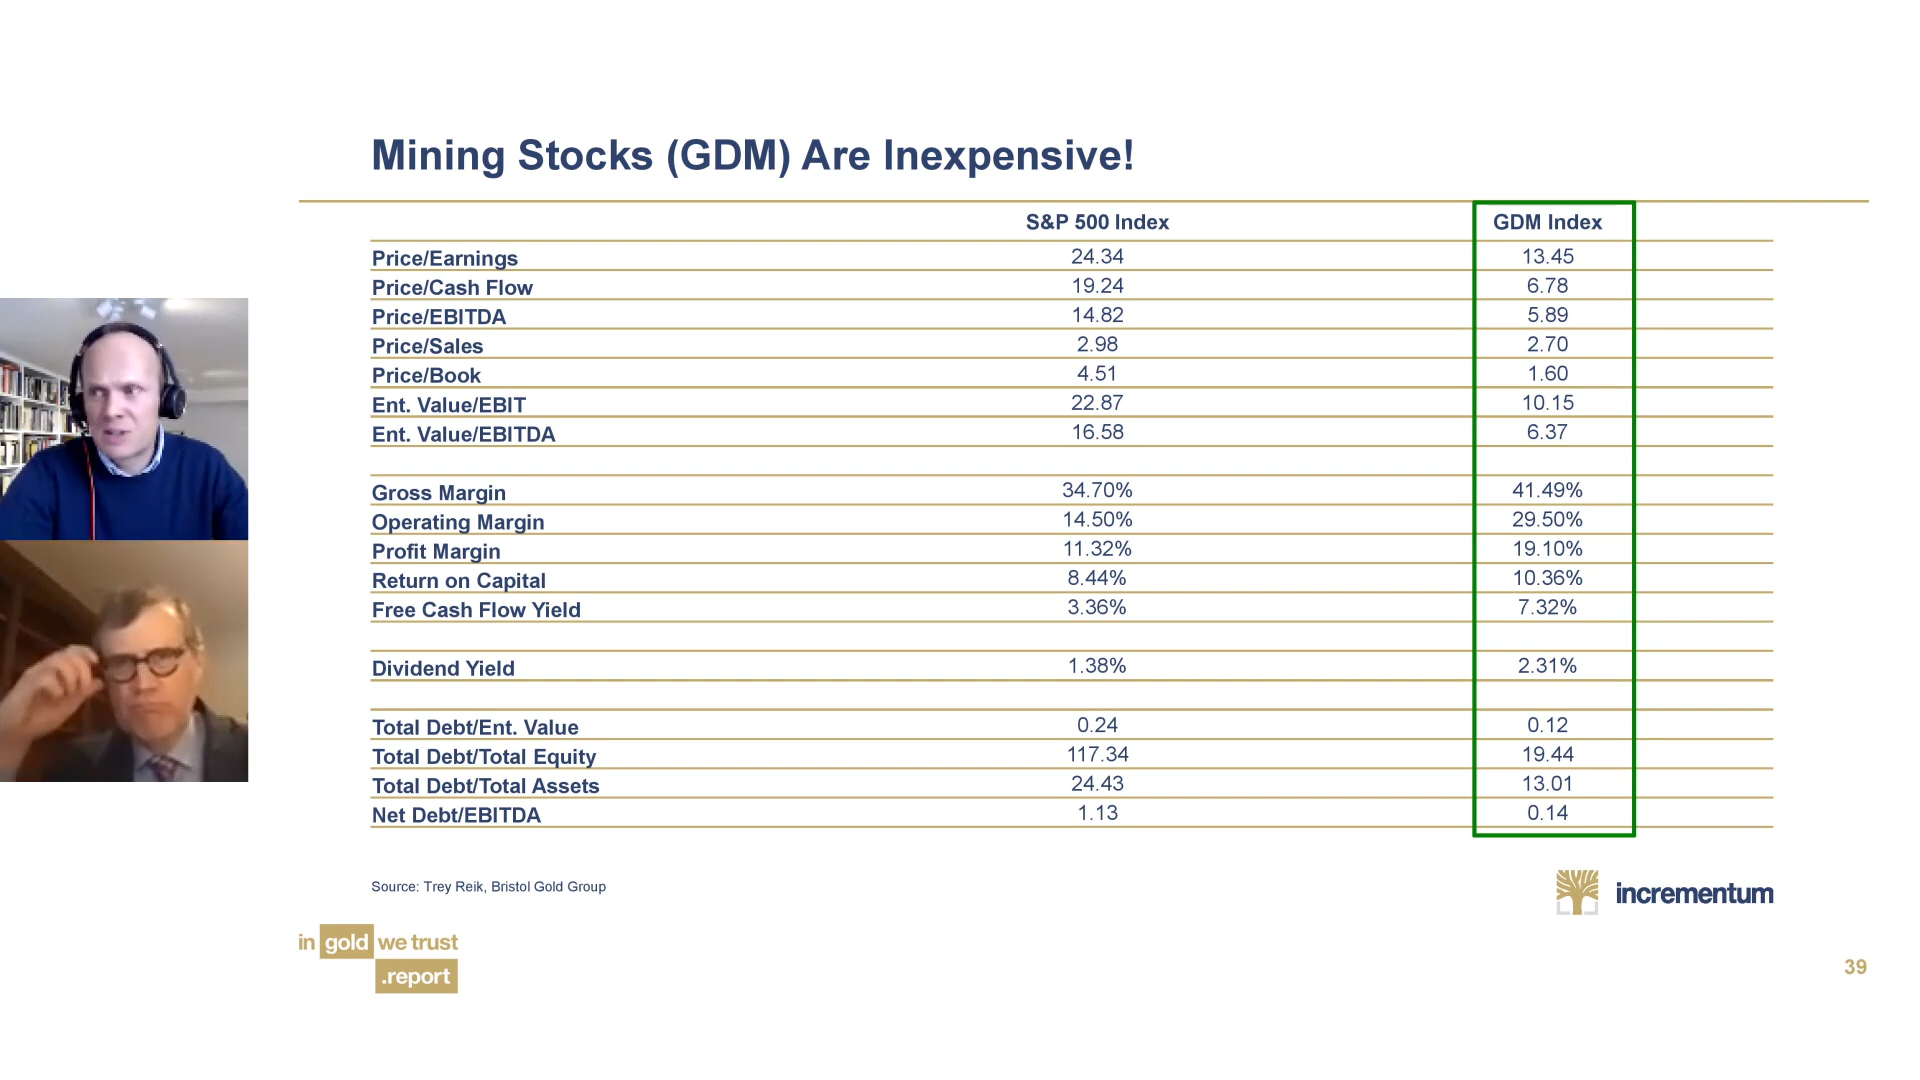 Mining Stocks (GDM) Are Inexpensive!
S&P 500 Index GDM Index
Price/Earnings 24.34 13.45
Price/Cash Flow 19.24 6.78
Price/EBITDA 14.82 5.89
Price/Sales 2.98 2.70
Price/Book 4.51 1.60
Ent. Value/EBIT 22.87 10.15
Ent. Value/EBITDA 16.58 6.37
Gross Margin 34.70% 41.49%
Operating Margin 14.50% 29.50%
Profit Margin 11.32% 19.10%
Return on Capital 8.44% 10.36%
Free Cash Flow Yield 3.36% 7.32%
Dividend Yield 1.38% 2.31%
Total Debt/Ent. Value 0.24 0.12
Total Debt/Total Equity 117.34 19.44
Total Debt/Total Assets 24.43 13.01
Net Debt/EBITDA 1.13 0.14
Source: Trey Reik, Bristol Gold Group
incrementum
in gold we trust
.report
39